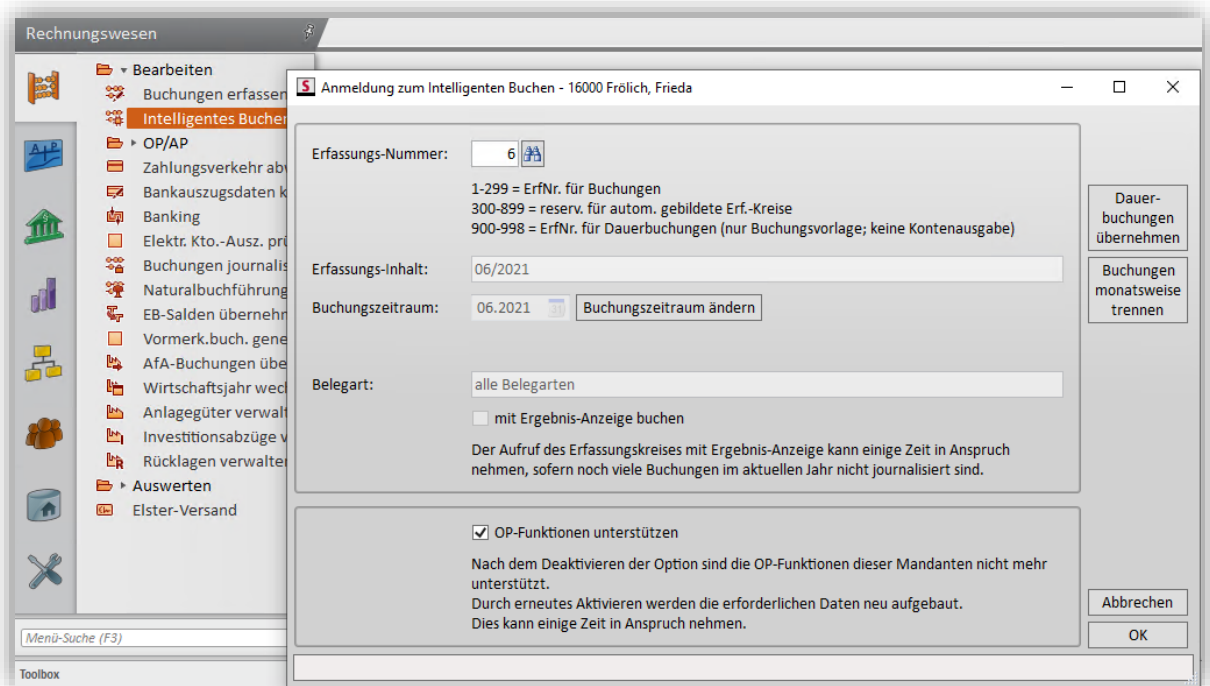 Rechnungswesen
Bearbeiten
Buchungen erfassen
Intelligentes Buchen
OP/AP
Zahlungsverkehr ab
Bankauszugsdaten k
Banking
Elektr. Kto.-Ausz. prü
Buchungen journalis
Naturalbuchführung
EB-Salden übernehm
Vormerk.buch. gene
AfA-Buchungen übe
Wirtschaftsjahr wech
Anlagegüter verwalt
Investitionsabzüge v
Rücklagen verwalten
Auswerten
Elster-Versand
Menü-Suche (F3)
Toolbox
S Anmeldung zum Intelligenten Buchen - 16000 Frölich, Frieda
Erfassungs-Nummer: 6
1-299 = ErfNr. für Buchungen
300-899 = reserv. für autom. gebildete Erf.-Kreise
900-998 = ErfNr. für Dauerbuchungen (nur Buchungsvorlage; keine Kontenausgabe)
Erfassungs-Inhalt: 06/2021
Buchungszeitraum: 06.2021 31 Buchungszeitraum ändern
Belegart: alle Belegarten
mit Ergebnis-Anzeige buchen
Der Aufruf des Erfassungskreises mit Ergebnis-Anzeige kann einige Zeit in Anspruch
nehmen, sofern noch viele Buchungen im aktuellen Jahr nicht journalisiert sind.
OP-Funktionen unterstützen
Nach dem Deaktivieren der Option sind die OP-Funktionen dieser Mandanten nicht mehr
unterstützt.
Durch erneutes Aktivieren werden die erforderlichen Daten neu aufgebaut.
Dies kann einige Zeit in Anspruch nehmen.
Dauer-
buchungen
übernehmen
Buchungen
monatsweise
trennen
Abbrechen
OK